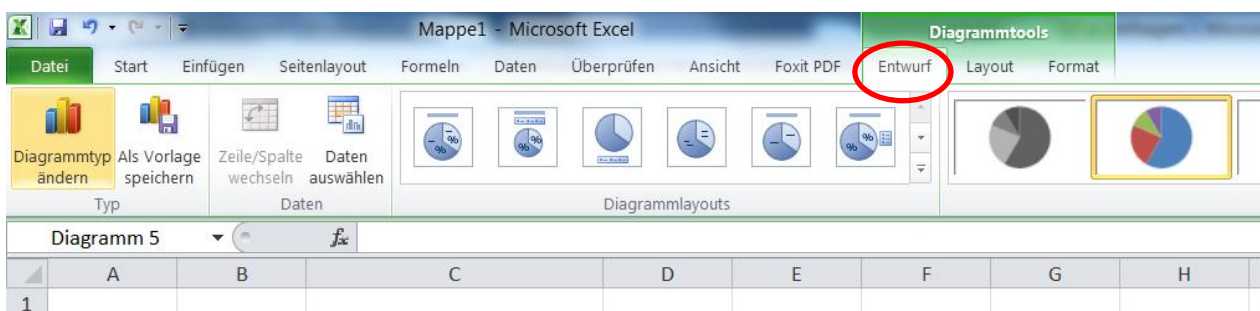 Mappe1 - Microsoft Excel
Diagrammtools
Datei Start Einfügen Seitenlayout Formeln Daten Überprüfen Ansicht Foxit PDF Entwurf Layout Format
Diagrammtyp Als Vorlage Zeile/Spalte Daten
ändern speichern wechseln auswählen
Typ Daten Diagrammlayouts
Diagramm 5 fx
A B C D E F G H
1